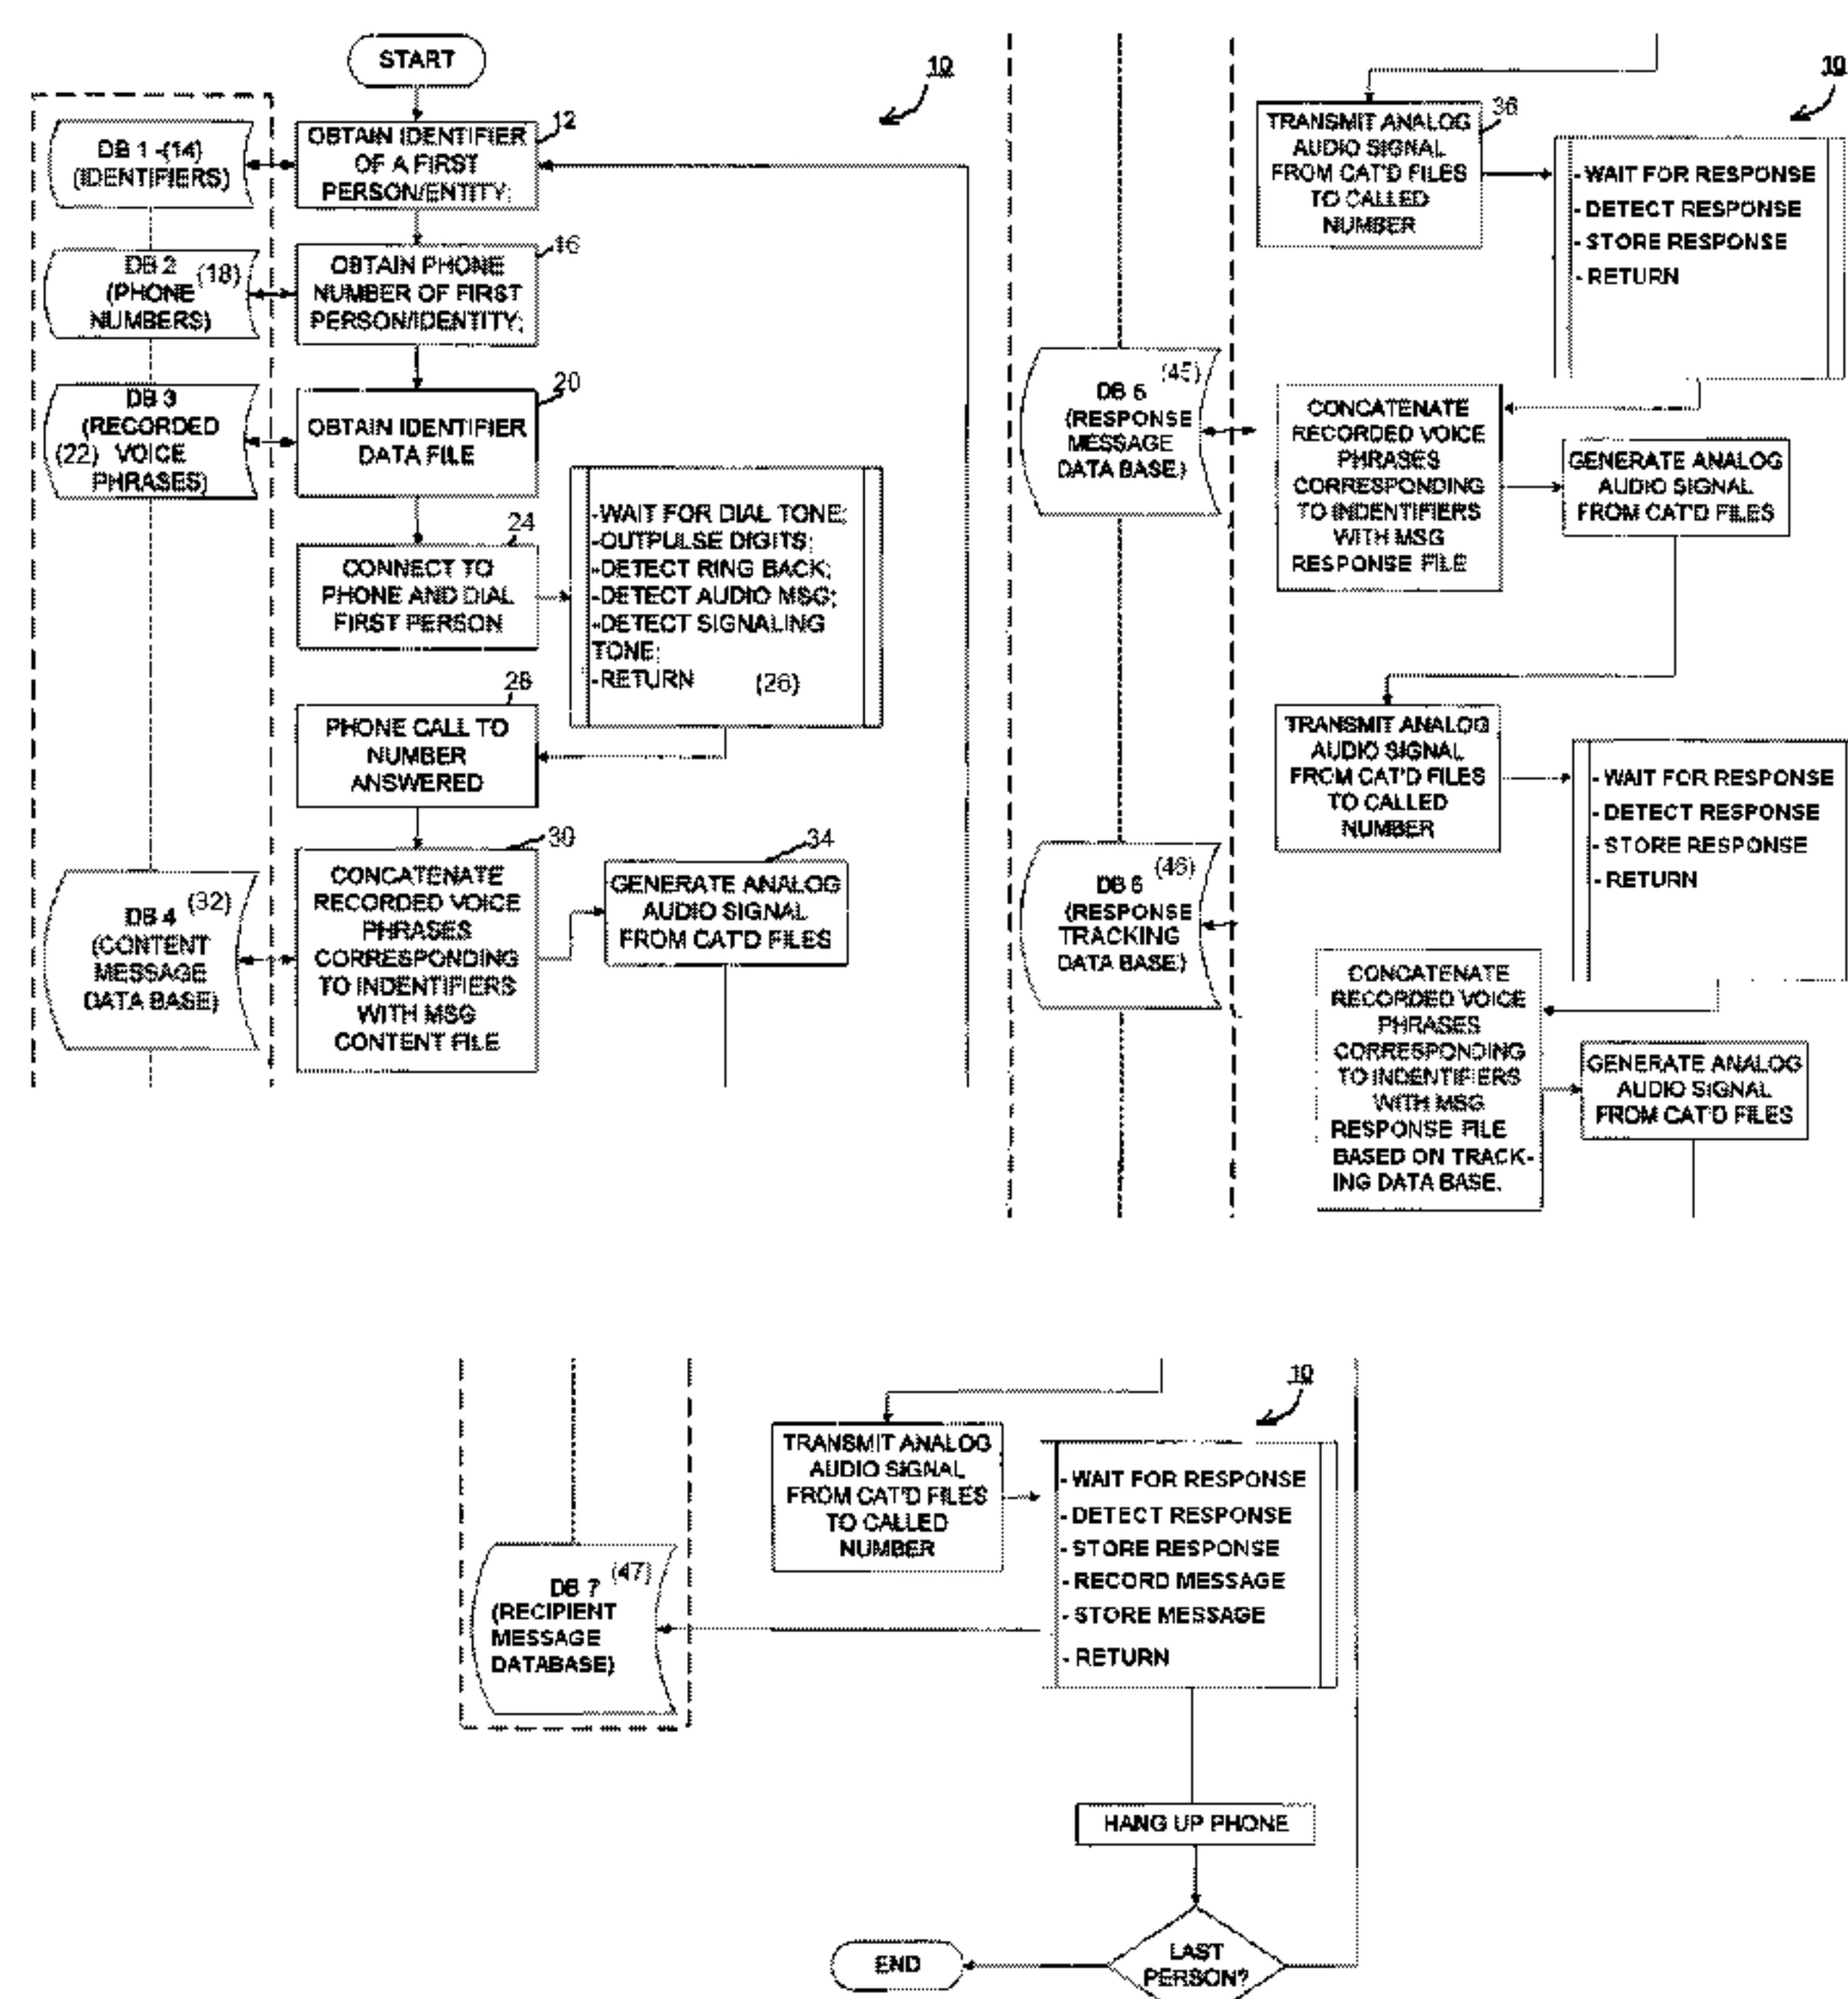 START
10
12
OBTAIN IDENTIFIER
OF A FIRST
PERSON/ENTITY;
DB 1 -(14)
(IDENTIFIERS)
16
OBTAIN PHONE
NUMBER OF FIRST
PERSON/IDENTITY;
DB 2 (18)
(PHONE
NUMBERS)
20
OBTAIN IDENTIFIER
DATA FILE
DB 3
(RECORDED
(22) VOICE
PHRASES)
24
CONNECT TO
PHONE AND DIAL
FIRST PERSON
-WAIT FOR DIAL TONE;
-OUTPULSE DIGITS;
-DETECT RING BACK;
-DETECT AUDIO MSG;
-DETECT SIGNALING
TONE;
-RETURN (26)
28
PHONE CALL TO
NUMBER
ANSWERED
30
CONCATENATE
RECORDED VOICE
PHRASES
CORRESPONDING
TO INDENTIFIERS
WITH MSG
CONTENT FILE
DB 4 (32)
(CONTENT
MESSAGE
DATA BASE)
34
GENERATE ANALOG
AUDIO SIGNAL
FROM CAT'D FILES
10
36
TRANSMIT ANALOG
AUDIO SIGNAL
FROM CAT'D FILES
TO CALLED
NUMBER
- WAIT FOR RESPONSE
- DETECT RESPONSE
- STORE RESPONSE
- RETURN
DB 5 (45)
(RESPONSE
MESSAGE
DATA BASE)
CONCATENATE
RECORDED VOICE
PHRASES
CORRESPONDING
TO INDENTIFIERS
WITH MSG
RESPONSE FILE
GENERATE ANALOG
AUDIO SIGNAL
FROM CAT'D FILES
TRANSMIT ANALOG
AUDIO SIGNAL
FROM CAT'D FILES
TO CALLED
NUMBER
- WAIT FOR RESPONSE
- DETECT RESPONSE
- STORE RESPONSE
- RETURN
DB 6 (46)
(RESPONSE
TRACKING
DATA BASE)
CONCATENATE
RECORDED VOICE
PHRASES
CORRESPONDING
TO INDENTIFIERS
WITH MSG
RESPONSE FILE
BASED ON TRACK-
ING DATA BASE.
GENERATE ANALOG
AUDIO SIGNAL
FROM CAT'D FILES
10
TRANSMIT ANALOG
AUDIO SIGNAL
FROM CAT'D FILES
TO CALLED
NUMBER
- WAIT FOR RESPONSE
- DETECT RESPONSE
- STORE RESPONSE
- RECORD MESSAGE
- STORE MESSAGE
- RETURN
DB 7 (47)
(RECIPIENT
MESSAGE
DATABASE)
HANG UP PHONE
LAST
PERSON?
END